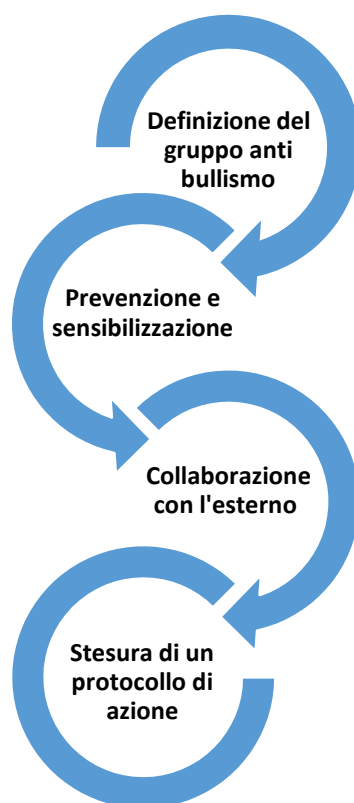 Definizione del
gruppo anti
bullismo
Prevenzione e
sensibilizzazione
Collaborazione
con l'esterno
Stesura di un
protocollo di
azione